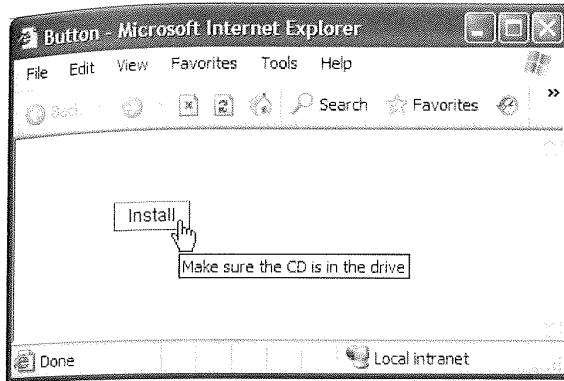 Button - Microsoft Internet Explorer
File Edit View Favorites Tools Help
Back Search Favorites »
Install
Make sure the CD is in the drive
Done Local intranet